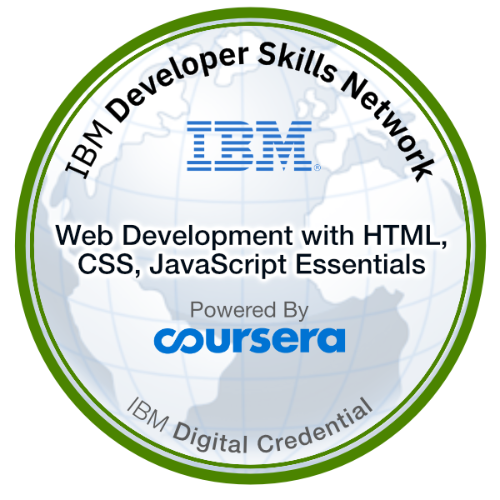 IBM Developer Skills Network
IBM®
Web Development with HTML,
CSS, JavaScript Essentials
Powered By
coursera
IBM Digital Credential